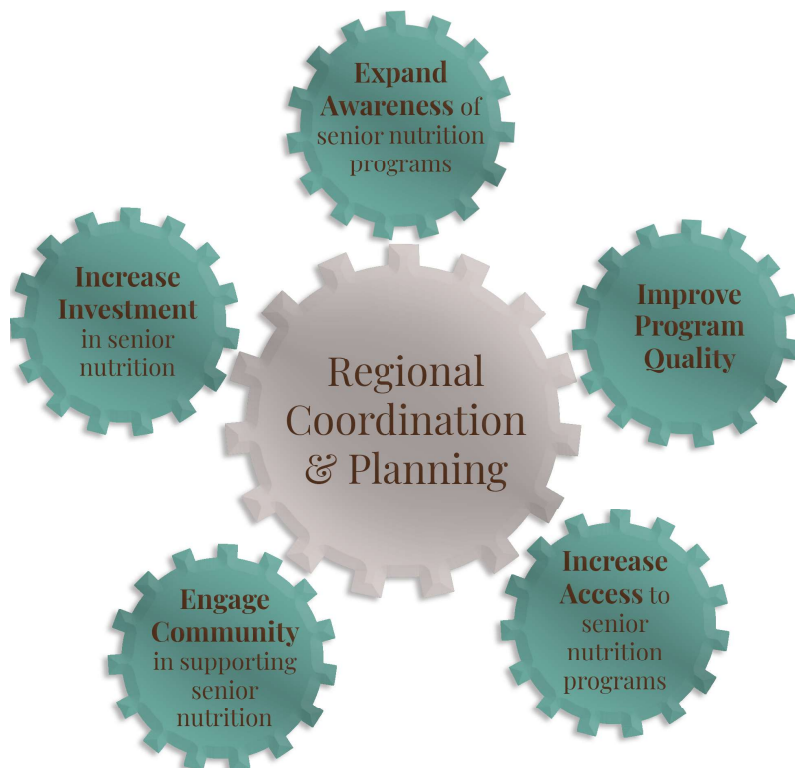 Expand
Awareness of
senior nutrition
programs
Improve
Program
Quality
Increase
Access to
senior
nutrition
programs
Engage
Community
in supporting
senior
nutrition
Increase
Investment
in senior
nutrition
Regional
Coordination
& Planning